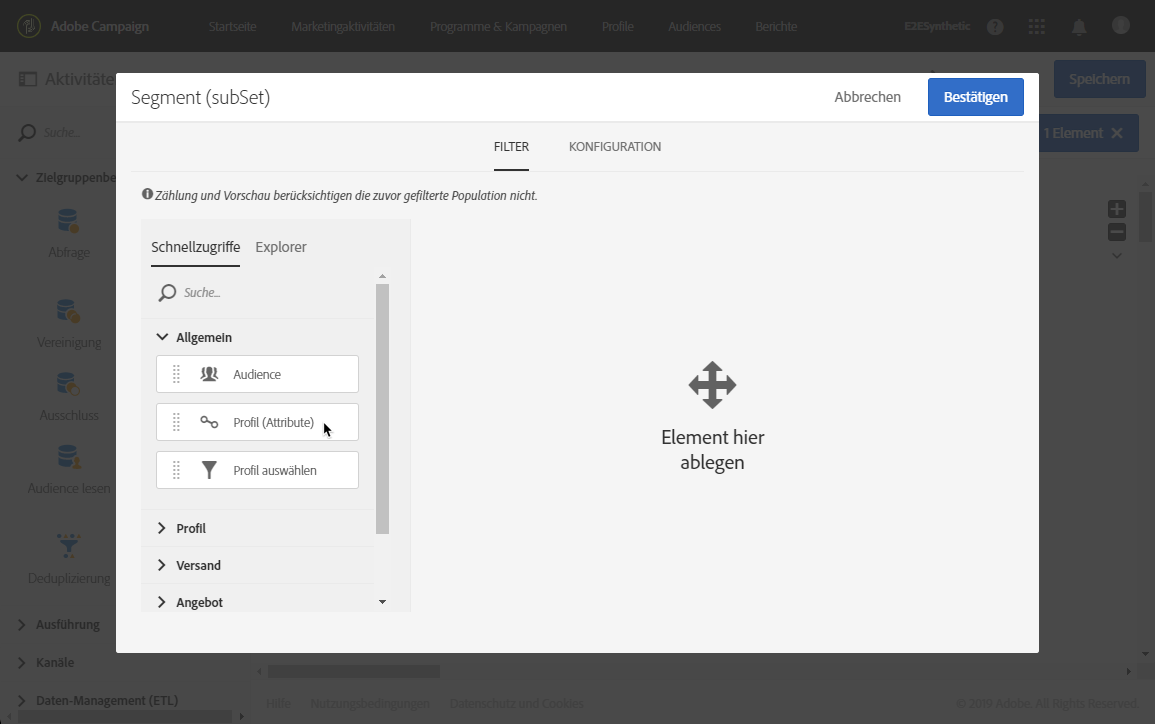 Adobe Campaign
Startseite
Marketingaktivitäten
Programme & Kampagnen
Profile
Audiences
Berichte
E2ESynthetic
Aktivitäte
Speichern
Segment (subSet)
Abbrechen
Bestätigen
Suche...
1 Element
FILTER
KONFIGURATION
Zielgruppenbe
Zählung und Vorschau berücksichtigen die zuvor gefilterte Population nicht.
Abfrage
Schnellzugriffe
Explorer
Suche...
Vereinigung
Allgemein
Audience
Ausschluss
Profil (Attribute)
Element hier
ablegen
Audience lesen
Profil auswählen
Profil
Deduplizierung
Versand
Angebot
Ausführung
Kanäle
Daten-Management (ETL)
Hilfe
Nutzungsbedingungen
Datenschutz und Cookies
© 2019 Adobe. All Rights Reserved.